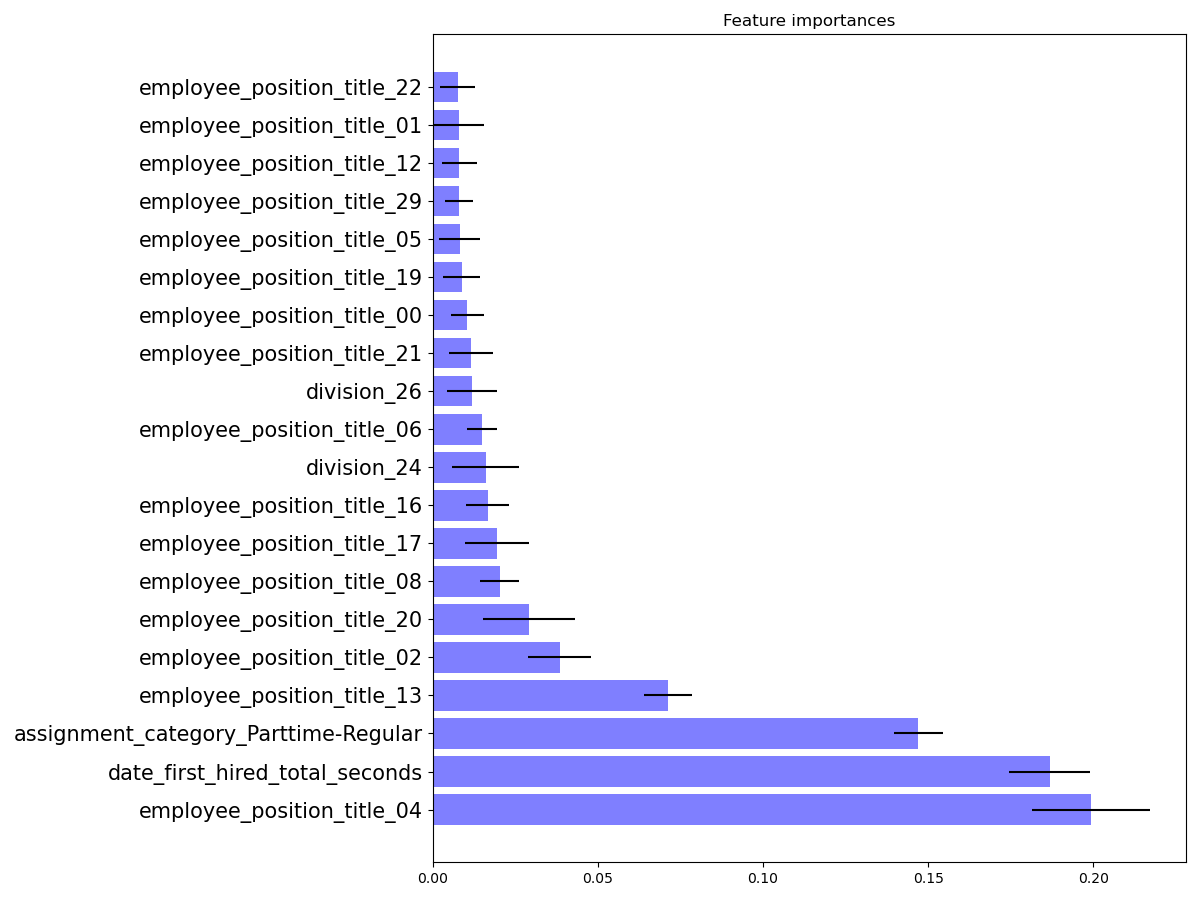 Feature importances
employee_position_title_22
employee_position_title_01
employee_position_title_12
employee_position_title_29
employee_position_title_05
employee_position_title_19
employee_position_title_00
employee_position_title_21
division_26
employee_position_title_06
division_24
employee_position_title_16
employee_position_title_17
employee_position_title_08
employee_position_title_20
employee_position_title_02
employee_position_title_13
assignment_category_Parttime-Regular
date_first_hired_total_seconds
employee_position_title_04
0.00 0.05 0.10 0.15 0.20